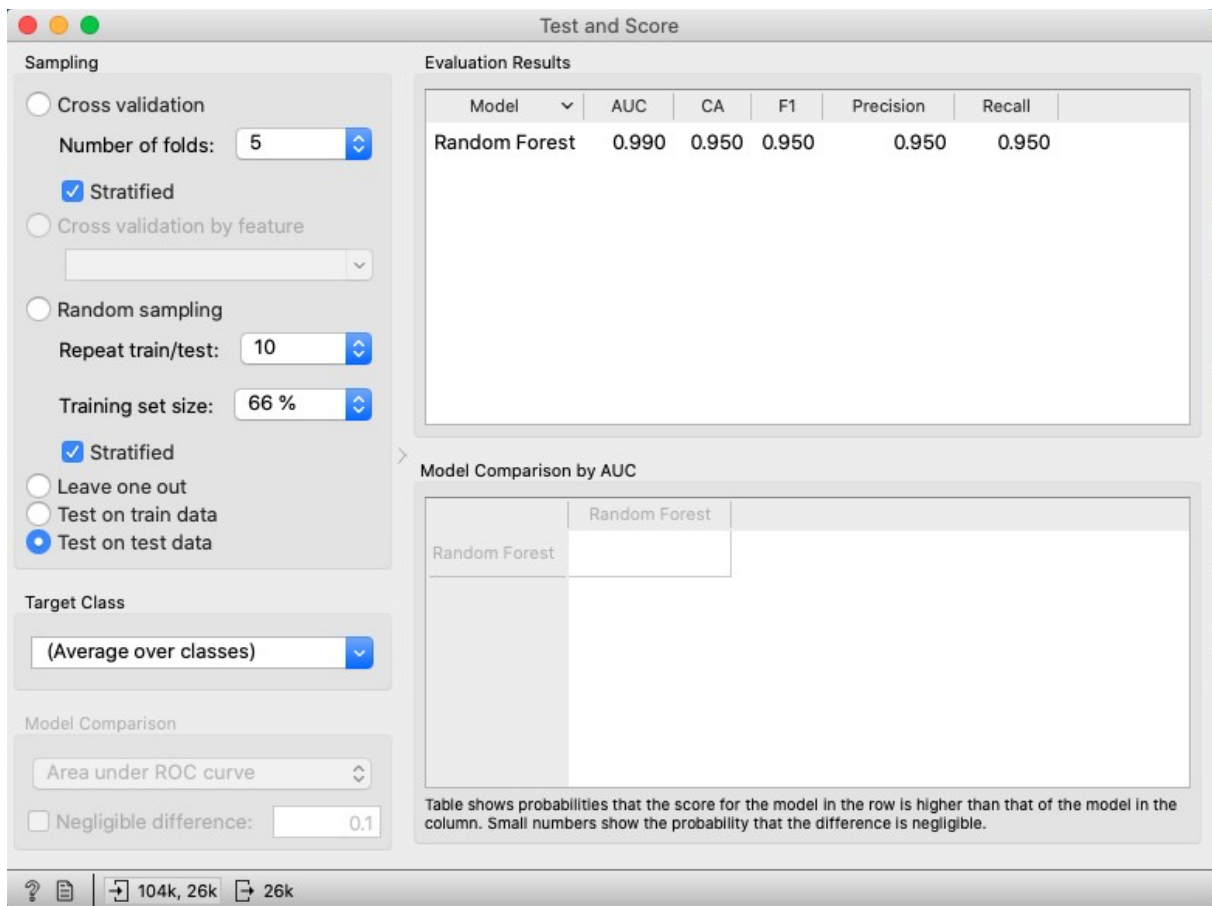 Test and Score
Sampling
Cross validation
Number of folds: 5
Stratified
Cross validation by feature
Random sampling
Repeat train/test: 10
Training set size: 66 %
Stratified
Leave one out
Test on train data
Test on test data
Target Class
(Average over classes)
Model Comparison
Area under ROC curve
Negligible difference: 0.1
Evaluation Results
Model AUC CA F1 Precision Recall
Random Forest 0.990 0.950 0.950 0.950 0.950
Model Comparison by AUC
Random Forest
Random Forest
Table shows probabilities that the score for the model in the row is higher than that of the model in the
column. Small numbers show the probability that the difference is negligible.
? 104k, 26k 26k